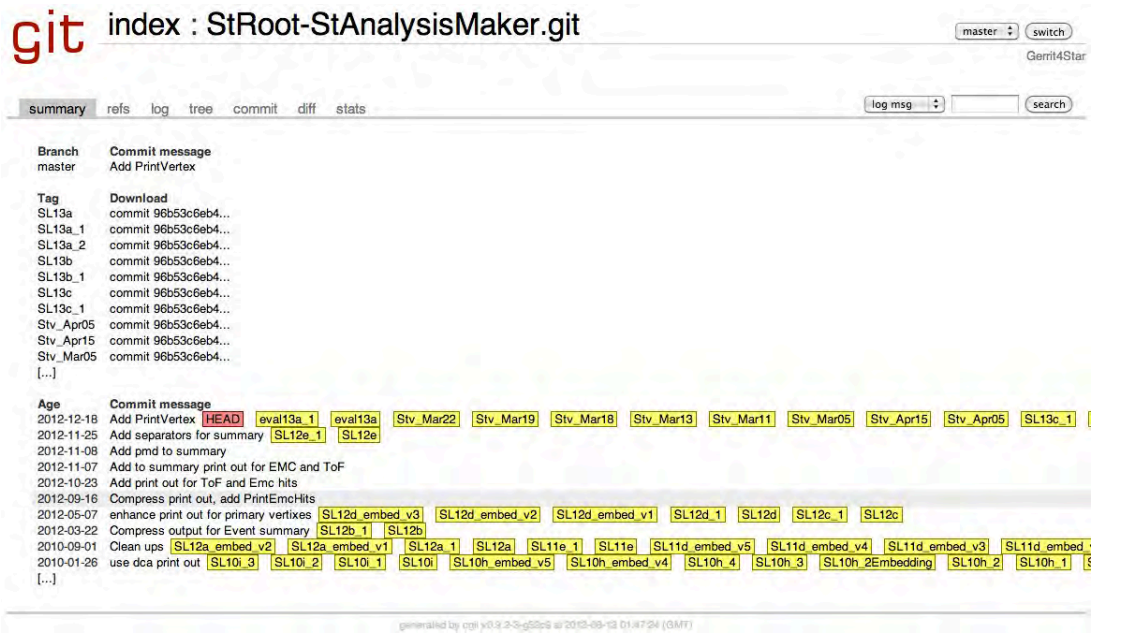 git index : StRoot-StAnalysisMaker.git
master switch
Gerrit4Star
summary refs log tree commit diff stats
log msg search
Branch Commit message
master Add PrintVertex
Tag Download
SL13a commit 96b53c6eb4...
SL13a_1 commit 96b53c6eb4...
SL13a_2 commit 96b53c6eb4...
SL13b commit 96b53c6eb4...
SL13b_1 commit 96b53c6eb4...
SL13c commit 96b53c6eb4...
SL13c_1 commit 96b53c6eb4...
Stv_Apr05 commit 96b53c6eb4...
Stv_Apr15 commit 96b53c6eb4...
Stv_Mar05 commit 96b53c6eb4...
[...]
Age Commit message
2012-12-18 Add PrintVertex HEAD eval13a_1 eval13a Stv_Mar22 Stv_Mar19 Stv_Mar18 Stv_Mar13 Stv_Mar11 Stv_Mar05 Stv_Apr15 Stv_Apr05 SL13c_1
2012-11-25 Add separators for summary SL12e_1 SL12e
2012-11-08 Add pmd to summary
2012-11-07 Add to summary print out for EMC and ToF
2012-10-23 Add print out for ToF and Emc hits
2012-09-16 Compress print out, add PrintEmcHits
2012-05-07 enhance print out for primary vertixes SL12d_embed_v3 SL12d_embed_v2 SL12d_embed_v1 SL12d_1 SL12d SL12c_1 SL12c
2012-03-22 Compress output for Event summary SL12b_1 SL12b
2010-09-01 Clean ups SL12a_embed_v2 SL12a_embed_v1 SL12a_1 SL12a SL11e_1 SL11e SL11d_embed_v5 SL11d_embed_v4 SL11d_embed_v3 SL11d_embed
2010-01-26 use dca print out SL10i_3 SL10i_2 SL10i_1 SL10i SL10h_embed_v5 SL10h_embed_v4 SL10h_4 SL10h_3 SL10h_2Embedding SL10h_2 SL10h_1 S
[...]
generated by cgit